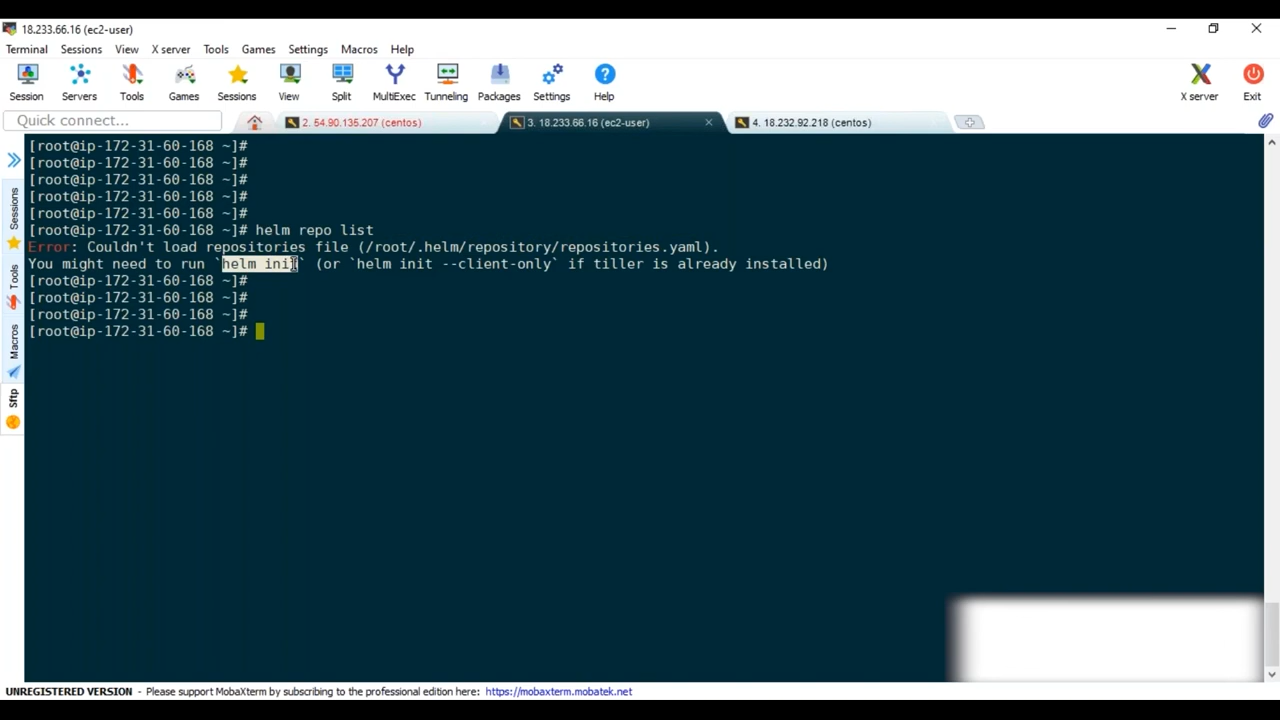 18.233.66.16 (ec2-user)
Terminal Sessions View X server Tools Games Settings Macros Help
Session Servers Tools Games Sessions View Split MultiExec Tunneling Packages Settings Help X server Exit
Quick connect... 2. 54.90.135.207 (centos) 3. 18.233.66.16 (ec2-user) 4. 18.232.92.218 (centos)
Sessions
Tools
Macros
Sftp
[root@ip-172-31-60-168 ~]#
[root@ip-172-31-60-168 ~]#
[root@ip-172-31-60-168 ~]#
[root@ip-172-31-60-168 ~]#
[root@ip-172-31-60-168 ~]#
[root@ip-172-31-60-168 ~]# helm repo list
Error: Couldn't load repositories file (/root/.helm/repository/repositories.yaml).
You might need to run `helm init` (or `helm init --client-only` if tiller is already installed)
[root@ip-172-31-60-168 ~]#
[root@ip-172-31-60-168 ~]#
[root@ip-172-31-60-168 ~]#
[root@ip-172-31-60-168 ~]#
UNREGISTERED VERSION - Please support MobaXterm by subscribing to the professional edition here: https://mobaxterm.mobatek.net